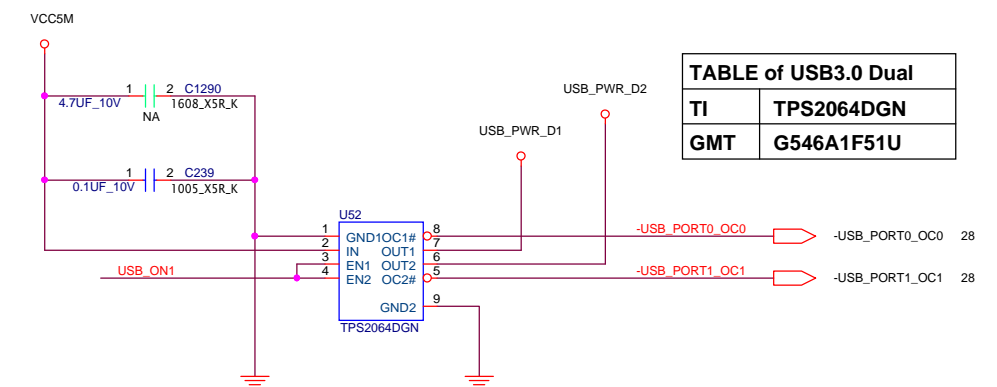 VCC5M
1 2 C1290
4.7UF_10V 1608_X5R_K
NA
1 2 C239
0.1UF_10V 1005_X5R_K
USB_PWR_D2
USB_PWR_D1
TABLE of USB3.0 Dual
TI TPS2064DGN
GMT G546A1F51U
U52
1 GND1 OC1# 8
2 IN OUT1 7
3 EN1 OUT2 6
4 EN2 OC2# 5
GND2 9
TPS2064DGN
USB_ON1
-USB_PORT0_OC0 -USB_PORT0_OC0 28
-USB_PORT1_OC1 -USB_PORT1_OC1 28